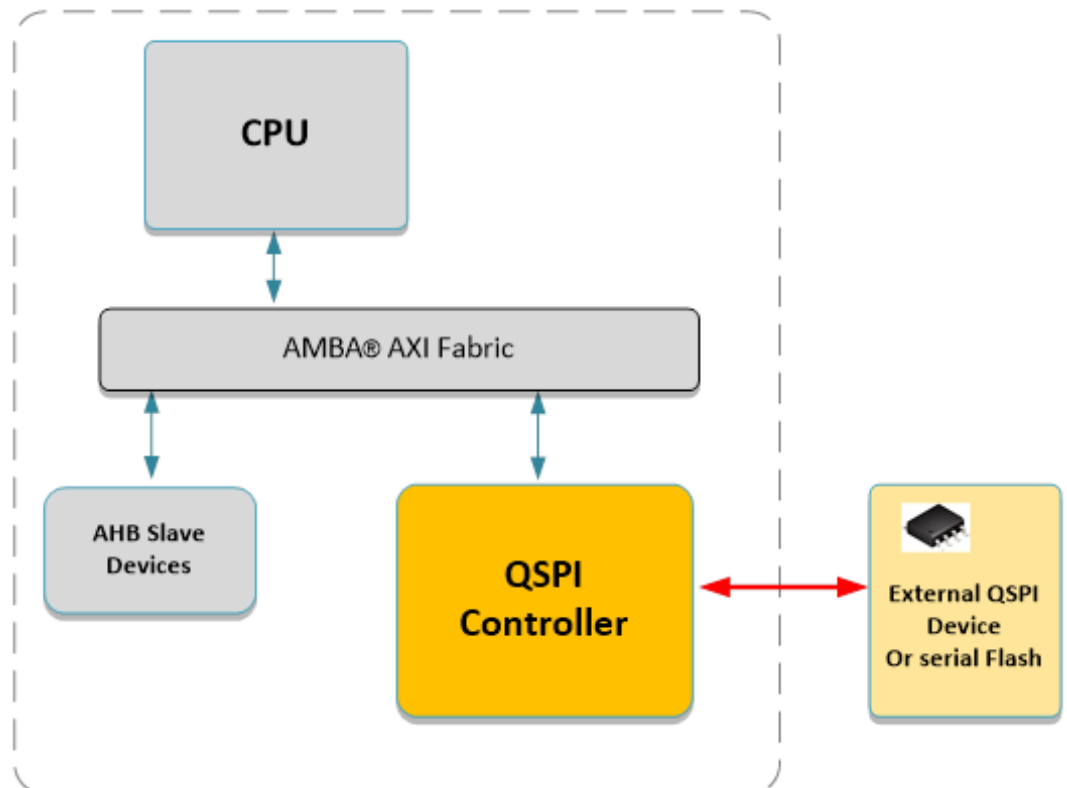 CPU
AMBA® AXI Fabric
AHB Slave
Devices
QSPI
Controller
External QSPI
Device
Or serial Flash